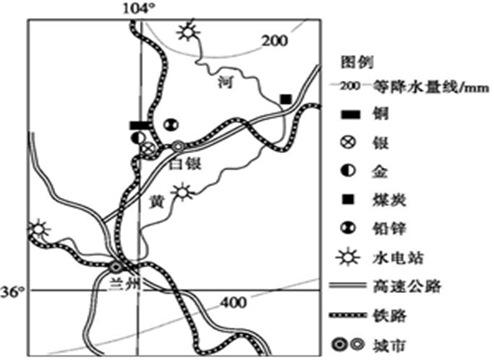 104°
200
河
白银
黄
兰州
36°
400
图例
200 等降水量线/mm
铜
银
金
煤炭
铅锌
水电站
高速公路
铁路
城市